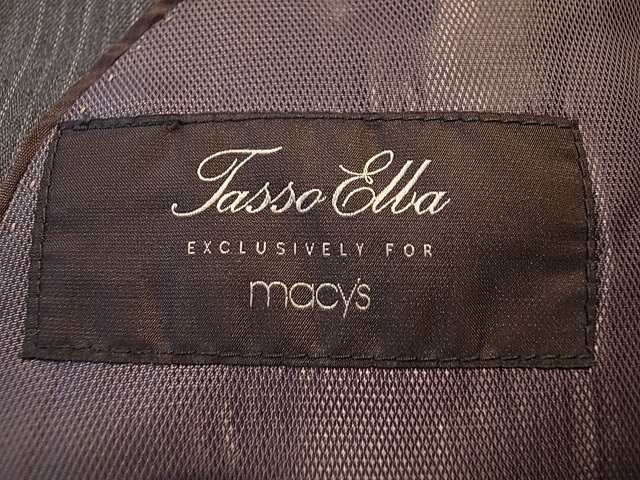 Tasso Elba
EXCLUSIVELY FOR
macy's